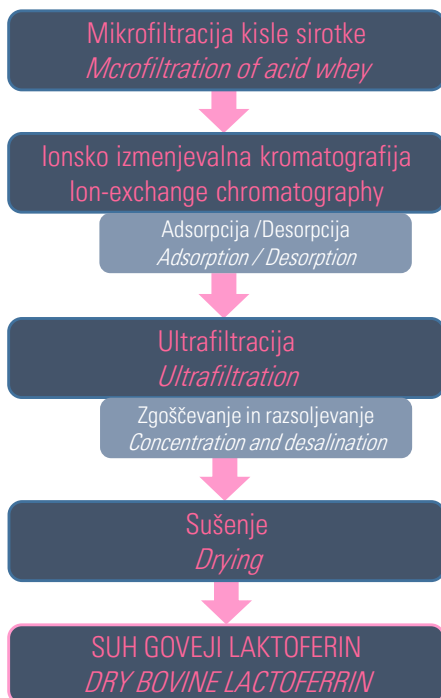 Mikrofiltracija kisle sirotke
Mcrofiltration of acid whey
Ionsko izmenjevalna kromatografija
Ion-exchange chromatography
Adsorpcija /Desorpcija
Adsorption / Desorption
Ultrafiltracija
Ultrafiltration
Zgoščevanje in razsoljevanje
Concentration and desalination
Sušenje
Drying
SUH GOVEJI LAKTOFERIN
DRY BOVINE LACTOFERRIN